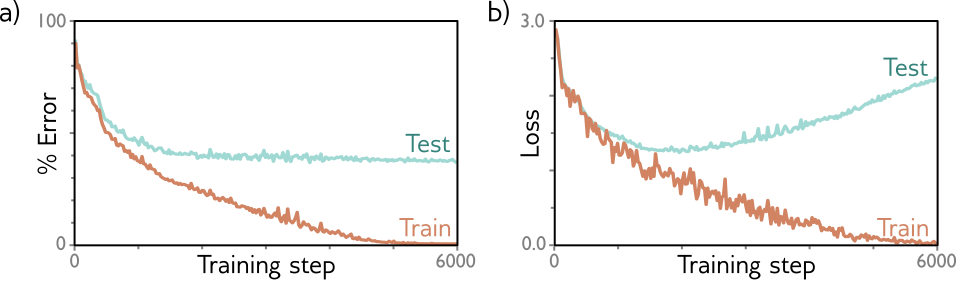 a)
100
% Error
Test
Train
0
0
Training step
6000
b)
3.0
Loss
Test
Train
0.0
0
Training step
6000